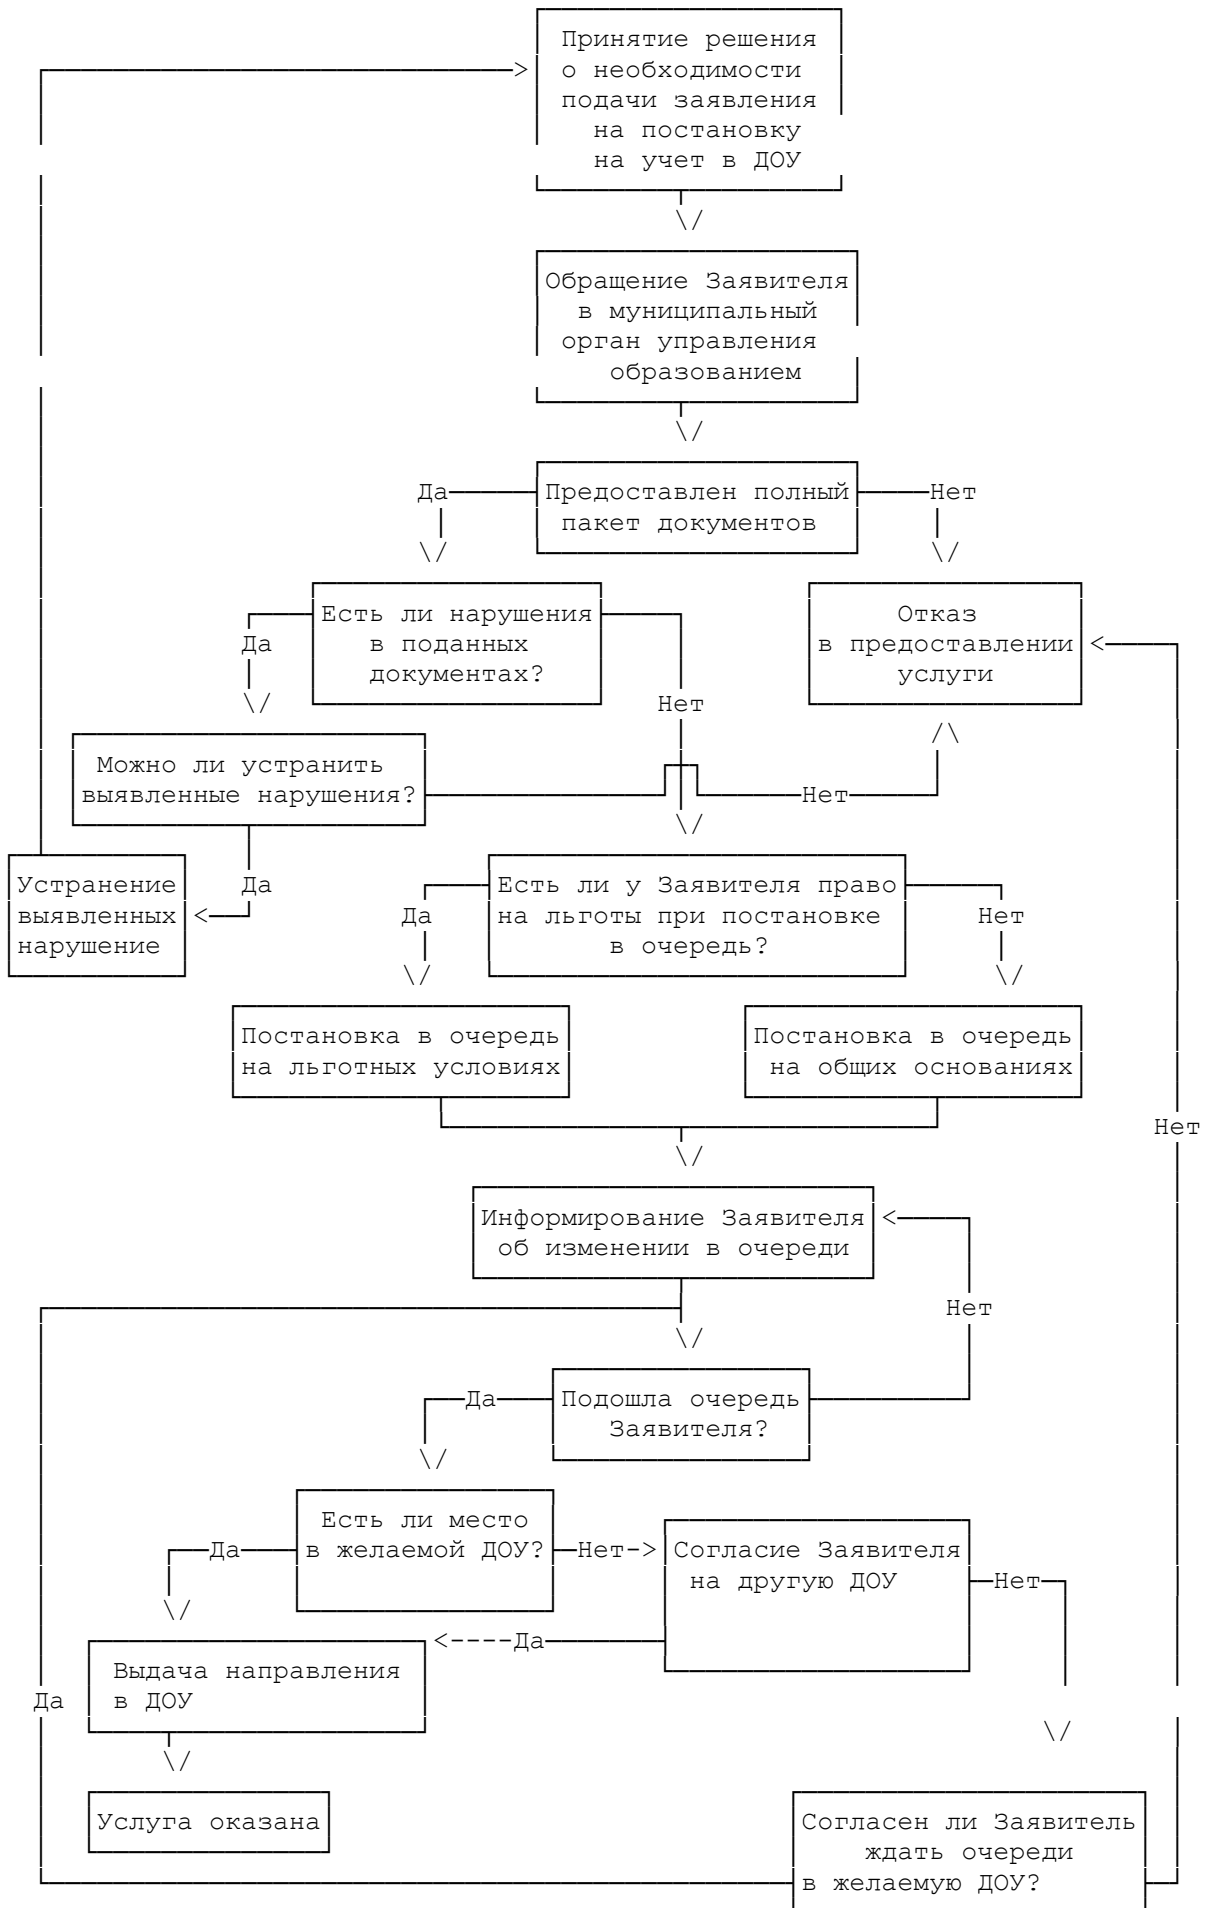 Принятие решения
о необходимости
подачи заявления
на постановку
на учет в ДОУ
Обращение Заявителя
в муниципальный
орган управления
образованием
Да
Предоставлен полный
пакет документов
Нет
Есть ли нарушения
в поданных
документах?
Да
Нет
Отказ
в предоставлении
услуги
Можно ли устранить
выявленные нарушения?
Нет
Да
Устранение
выявленных
нарушение
Есть ли у Заявителя право
на льготы при постановке
в очередь?
Да
Нет
Постановка в очередь
на льготных условиях
Постановка в очередь
на общих основаниях
Нет
Информирование Заявителя
об изменении в очереди
Нет
Да
Подошла очередь
Заявителя?
Есть ли место
в желаемой ДОУ?
Да
Нет
Согласие Заявителя
на другую ДОУ
Нет
Да
Выдача направления
в ДОУ
Да
Услуга оказана
Согласен ли Заявитель
ждать очереди
в желаемую ДОУ?